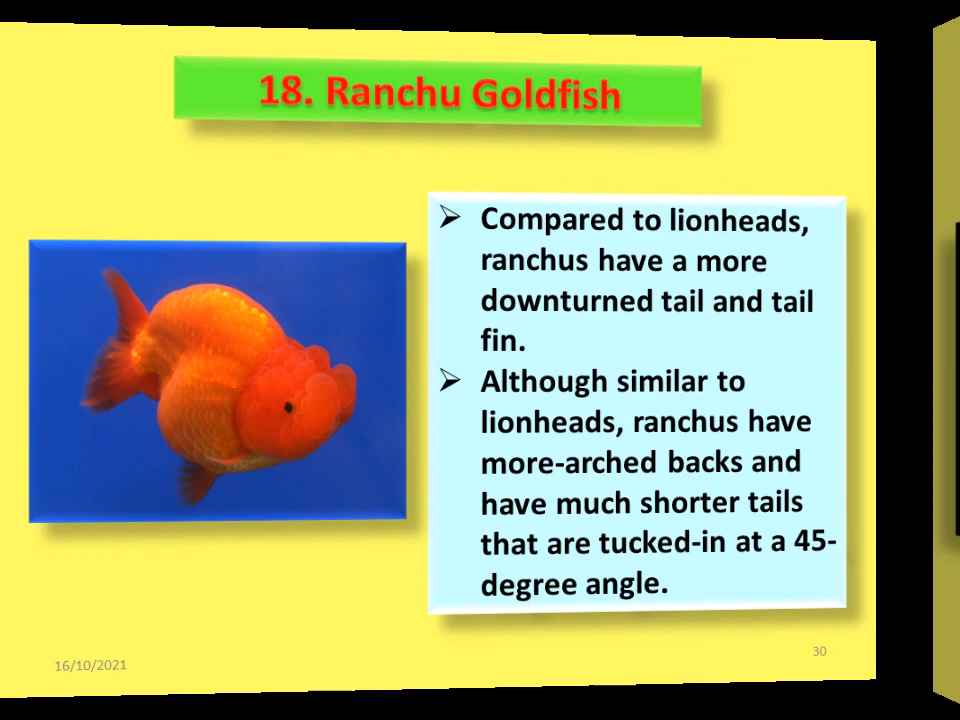 18. Ranchu Goldfish
➢ Compared to lionheads,
ranchus have a more
downturned tail and tail
fin.
➢ Although similar to
lionheads, ranchus have
more-arched backs and
have much shorter tails
that are tucked-in at a 45-
degree angle.
16/10/2021
30